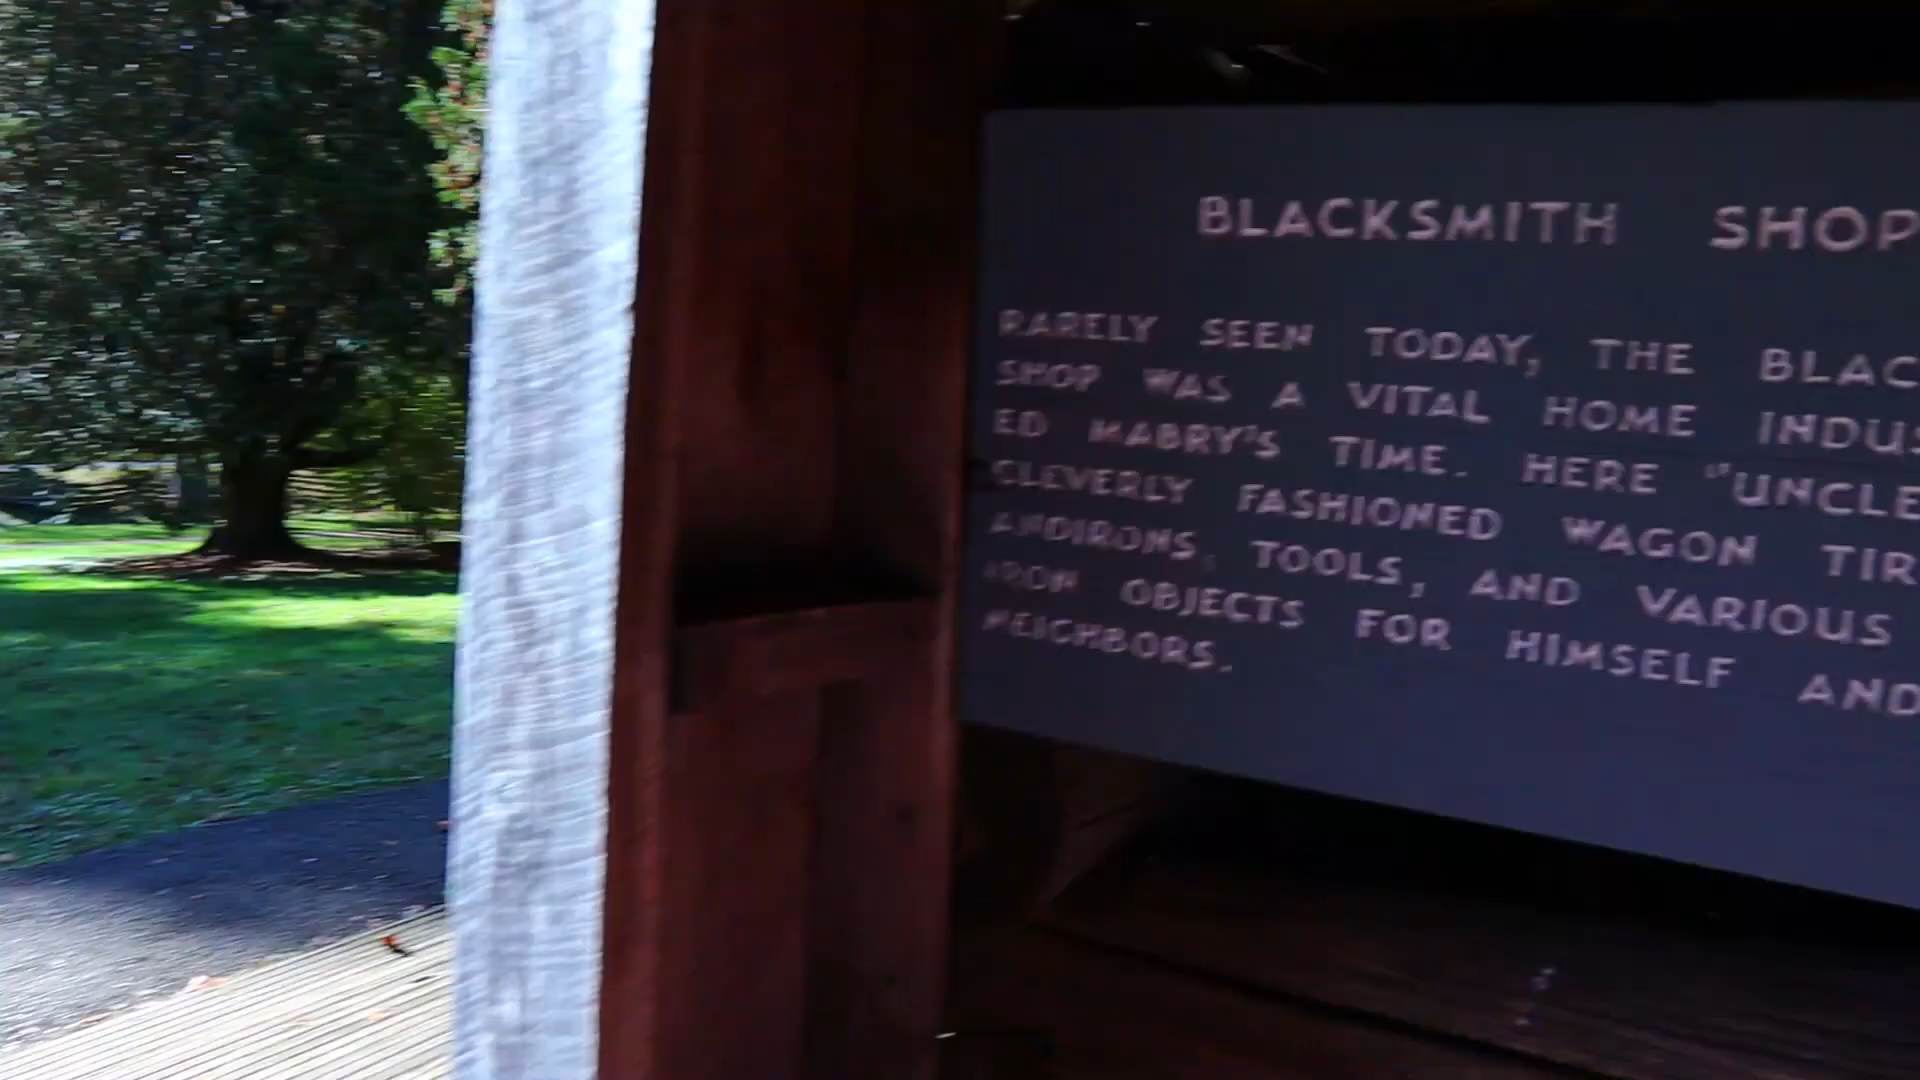 BLACKSMITH SHOP
RARELY SEEN TODAY, THE BLAC
SHOP WAS A VITAL HOME INDUS
ED MABRY'S TIME. HERE "UNCLE
CLEVERLY FASHIONED WAGON TIR
ANDIRONS, TOOLS, AND VARIOUS
IRON OBJECTS FOR HIMSELF AND
NEIGHBORS.